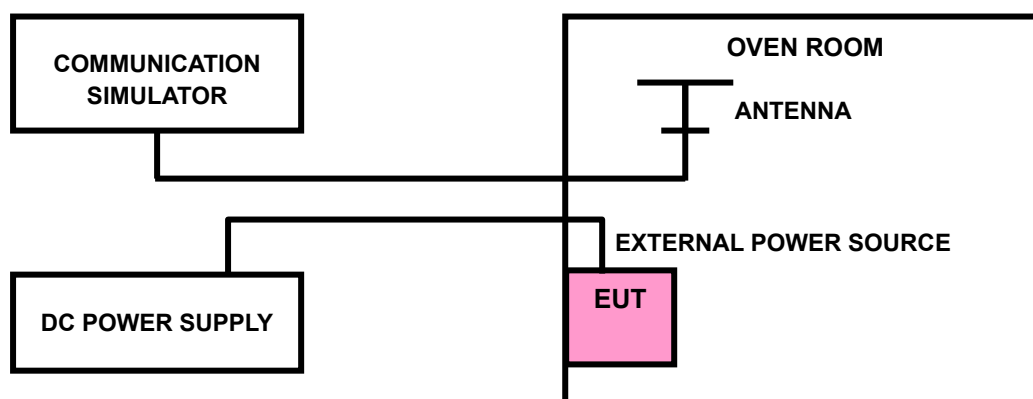 COMMUNICATION
SIMULATOR
OVEN ROOM
ANTENNA
EXTERNAL POWER SOURCE
EUT
DC POWER SUPPLY